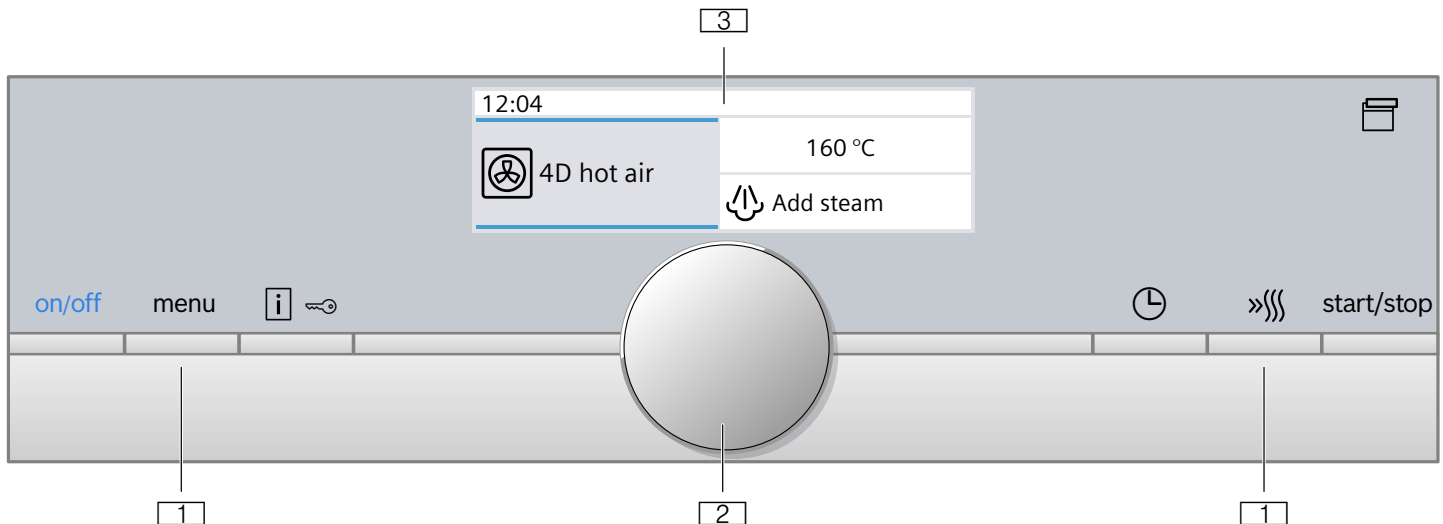 3
12:04
160 °C
4D hot air
Add steam
on/off menu i start/stop
1 2 1